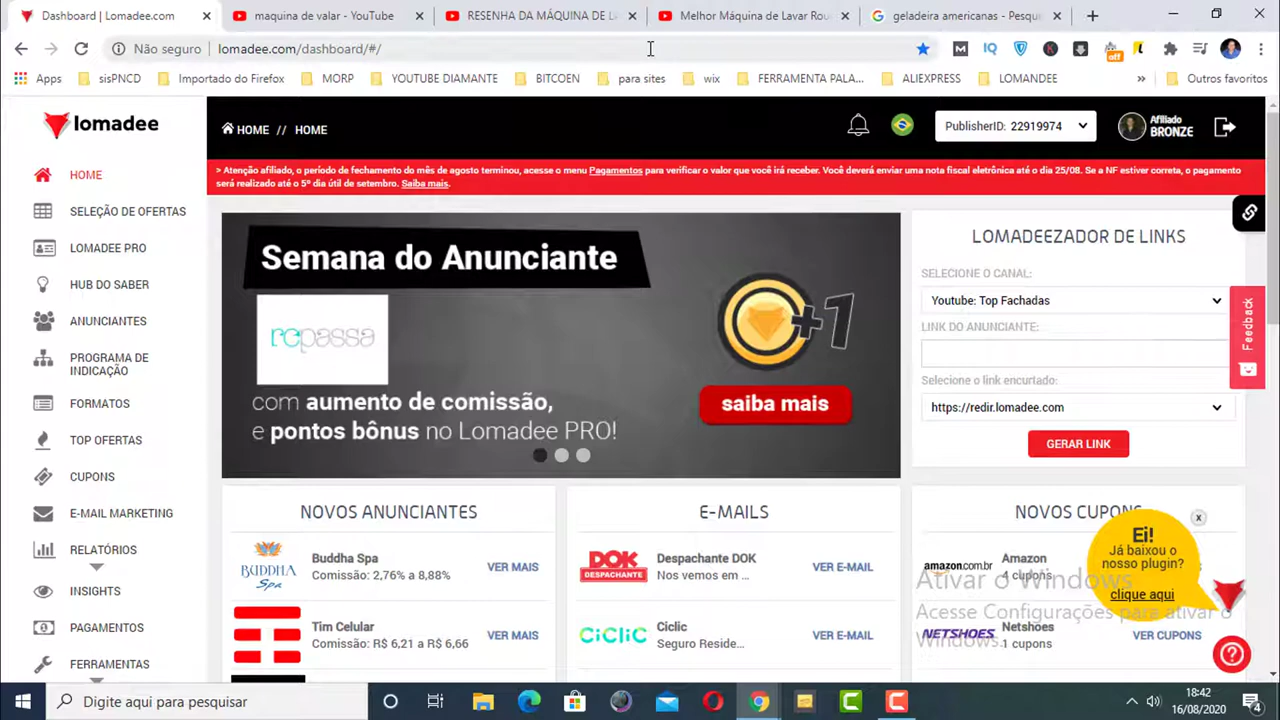 Dashboard | Lomadee.com
maquina de valar - YouTube
RESENHA DA MÁQUINA DE L
Melhor Máquina de Lavar Rou
geladeira americanas - Pesqu
Não seguro
lomadee.com/dashboard/#/
off
Apps
sisPNCD
Importado do Firefox
MORP
YOUTUBE DIAMANTE
BITCOEN
para sites
wix
FERRAMENTA PALA...
ALIEXPRESS
LOMANDEE
»
Outros favoritos
lomadee
HOME // HOME
PublisherID: 22919974
Afiliado
BRONZE
> Atenção afiliado, o período de fechamento do mês de agosto terminou, acesse o menu Pagamentos para verificar o valor que você irá receber. Você deverá enviar uma nota fiscal eletrônica até o dia 25/08. Se a NF estiver correta, o pagamento
será realizado até o 5º dia útil de setembro. Saiba mais.
HOME
SELEÇÃO DE OFERTAS
LOMADEE PRO
HUB DO SABER
ANUNCIANTES
PROGRAMA DE
INDICAÇÃO
FORMATOS
TOP OFERTAS
CUPONS
E-MAIL MARKETING
RELATÓRIOS
INSIGHTS
PAGAMENTOS
FERRAMENTAS
Semana do Anunciante
repassa
+1
com aumento de comissão,
e pontos bônus no Lomadee PRO!
saiba mais
LOMADEEZADOR DE LINKS
SELECIONE O CANAL:
Youtube: Top Fachadas
LINK DO ANUNCIANTE:
Selecione o link encurtado:
https://redir.lomadee.com
GERAR LINK
Feedback
NOVOS ANUNCIANTES
BUDDHA
Spa
Buddha Spa
Comissão: 2,76% a 8,88%
VER MAIS
Tim Celular
Comissão: R$ 6,21 a R$ 6,66
VER MAIS
E-MAILS
DOK
DESPACHANTE
Despachante DOK
Nos vemos em ...
VER E-MAIL
CICLIC
Ciclic
Seguro Reside...
VER E-MAIL
NOVOS CUPONS
amazon.com.br
Amazon
4 cupons
NETSHOES
Netshoes
1 cupons
VER CUPONS
x
Ei!
Já baixou o
nosso plugin?
clique aqui
Ativar o Windows
Acesse Configurações para ativar o
Windows.
?
Digite aqui para pesquisar
18:42
16/08/2020
4